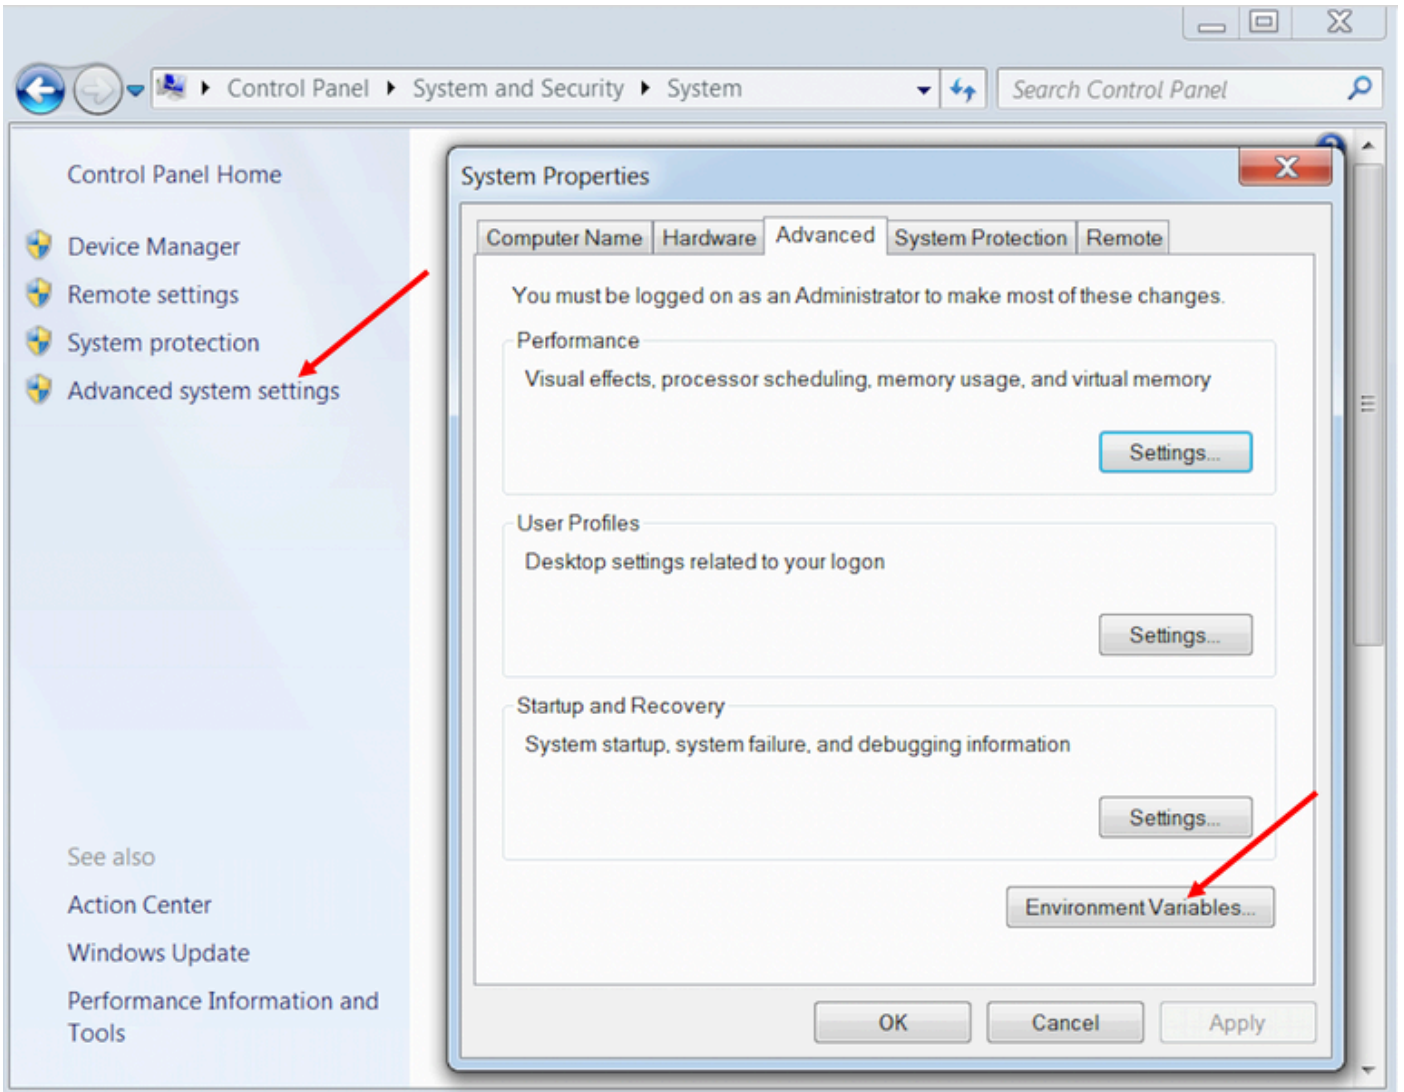 Control Panel System and Security System
Search Control Panel
Control Panel Home
Device Manager
Remote settings
System protection
Advanced system settings
See also
Action Center
Windows Update
Performance Information and
Tools
System Properties
Computer Name Hardware Advanced System Protection Remote
You must be logged on as an Administrator to make most of these changes.
Performance
Visual effects, processor scheduling, memory usage, and virtual memory
Settings...
User Profiles
Desktop settings related to your logon
Settings...
Startup and Recovery
System startup, system failure, and debugging information
Settings...
Environment Variables...
OK Cancel Apply